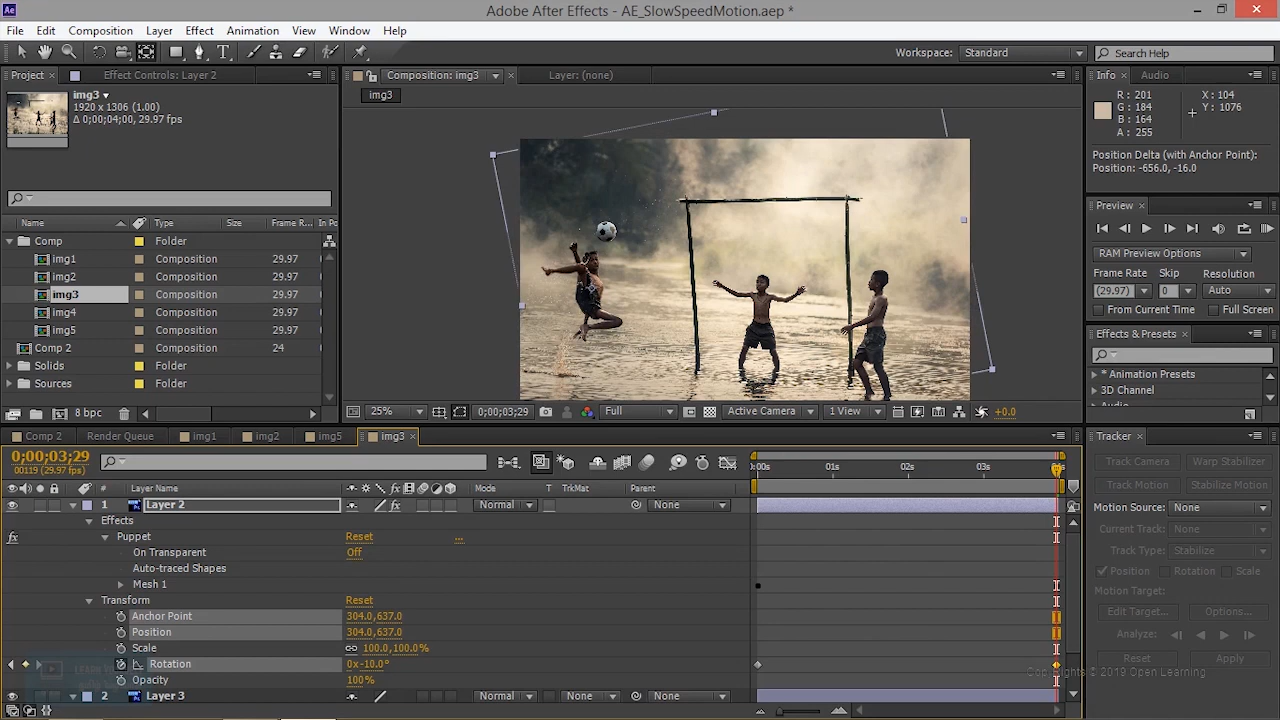 Adobe After Effects - AE_SlowSpeedMotion.aep *
File Edit Composition Layer Effect Animation View Window Help
Workspace: Standard Search Help
Project Effect Controls: Layer 2 Composition: img3 Layer: (none) Info Audio
img3
1920 x 1306 (1.00)
Δ 0;00;04;00, 29.97 fps
img3
R : 201 X : 104
G : 184 Y : 1076
B : 164
A : 255
Position Delta (with Anchor Point):
Position: -656.0, -16.0
Preview
RAM Preview Options
Frame Rate Skip Resolution
(29.97) 0 Auto
From Current Time Full Screen
Effects & Presets
* Animation Presets
3D Channel
Name Type Size Frame R... In Po
Comp Folder
img1 Composition 29.97
img2 Composition 29.97
img3 Composition 29.97
img4 Composition 29.97
img5 Composition 29.97
Comp 2 Composition 24
Solids Folder
Sources Folder
8 bpc
25% 0;00;03;29 Full Active Camera 1 View +0.0
Comp 2 Render Queue img1 img2 img5 img3
0;00;03;29
00119 (29.97 fps)
0:00s 01s 02s 03s
# Layer Name Mode T TrkMat Parent
1 Layer 2 Normal None
Effects
Puppet Reset ...
On Transparent Off
Auto-traced Shapes
Mesh 1
Transform Reset
Anchor Point 304.0,637.0
Position 304.0,637.0
Scale 100.0,100.0%
Rotation 0x-10.0°
Opacity 100%
2 Layer 3 Normal None None
Tracker
Track Camera Warp Stabilizer
Track Motion Stabilize Motion
Motion Source: None
Current Track: None
Track Type: Stabilize
Position Rotation Scale
Motion Target:
Edit Target... Options...
Analyze:
Reset Apply
Copy Rights © 2019 Open Learning